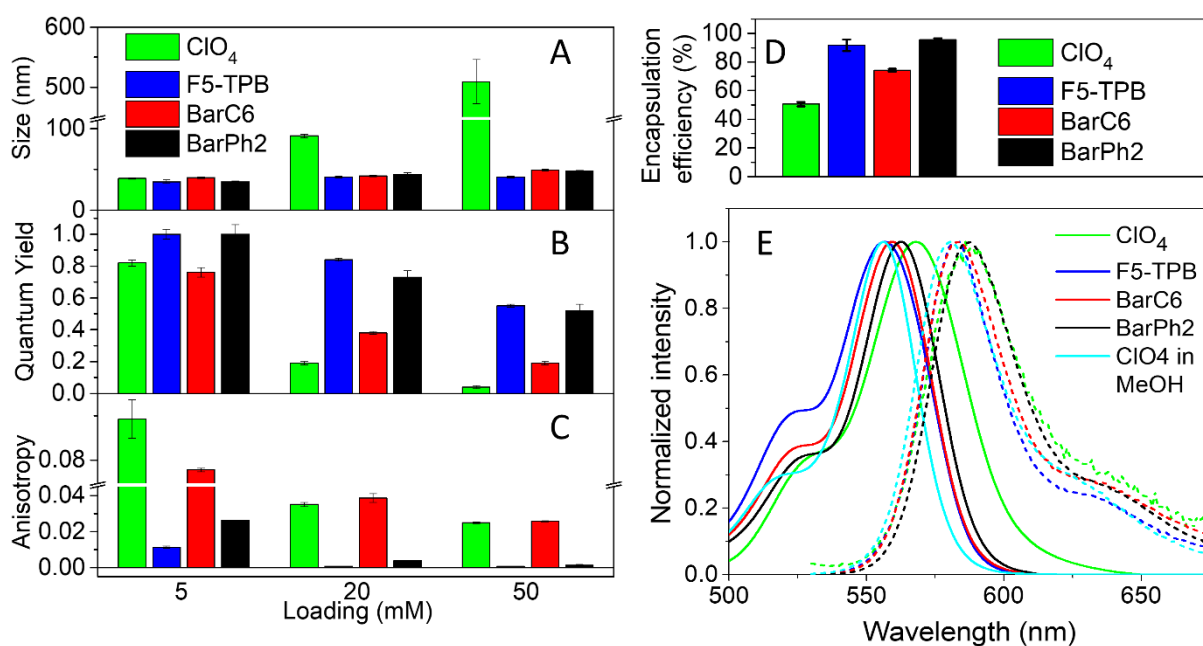 A
Size (nm)
600
500
100
0
ClO₄
F5-TPB
BarC6
BarPh2
B
Quantum Yield
1.0
0.8
0.6
0.4
0.2
0.0
C
Anisotropy
0.08
0.04
0.02
0.00
5
20
50
Loading (mM)
D
Encapsulation
efficiency (%)
100
80
60
40
20
0
ClO₄
F5-TPB
BarC6
BarPh2
E
Normalized intensity
1.0
0.8
0.6
0.4
0.2
0.0
ClO₄
F5-TPB
BarC6
BarPh2
ClO4 in
MeOH
500
550
600
650
Wavelength (nm)